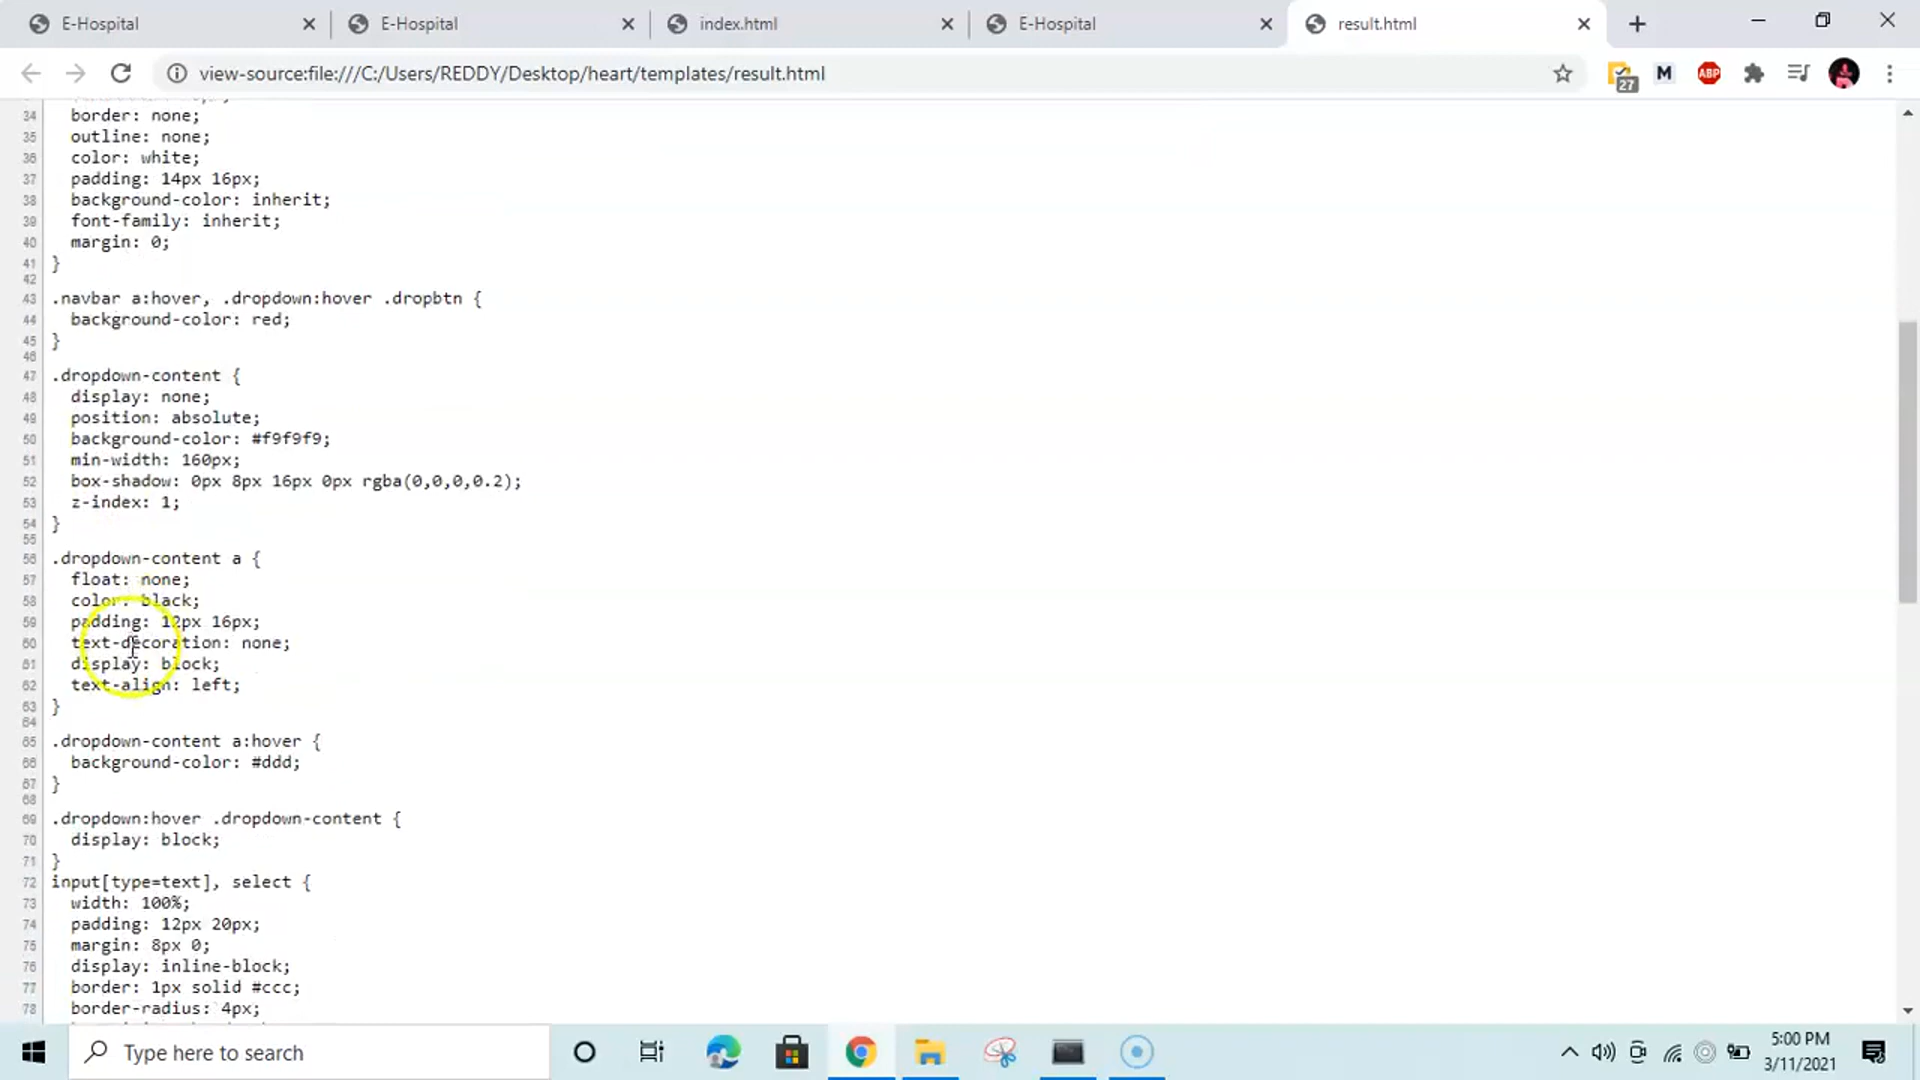 E-Hospital
E-Hospital
index.html
E-Hospital
result.html
view-source:file:///C:/Users/REDDY/Desktop/heart/templates/result.html
27
M
ABP
34 border: none;
35 outline: none;
36 color: white;
37 padding: 14px 16px;
38 background-color: inherit;
39 font-family: inherit;
40 margin: 0;
41 }
42
43 .navbar a:hover, .dropdown:hover .dropbtn {
44 background-color: red;
45 }
46
47 .dropdown-content {
48 display: none;
49 position: absolute;
50 background-color: #f9f9f9;
51 min-width: 160px;
52 box-shadow: 0px 8px 16px 0px rgba(0,0,0,0.2);
53 z-index: 1;
54 }
55
56 .dropdown-content a {
57 float: none;
58 color: black;
59 padding: 12px 16px;
60 text-decoration: none;
61 display: block;
62 text-align: left;
63 }
64
65 .dropdown-content a:hover {
66 background-color: #ddd;
67 }
68
69 .dropdown:hover .dropdown-content {
70 display: block;
71 }
72 input[type=text], select {
73 width: 100%;
74 padding: 12px 20px;
75 margin: 8px 0;
76 display: inline-block;
77 border: 1px solid #ccc;
78 border-radius: 4px;
Type here to search
5:00 PM
3/11/2021